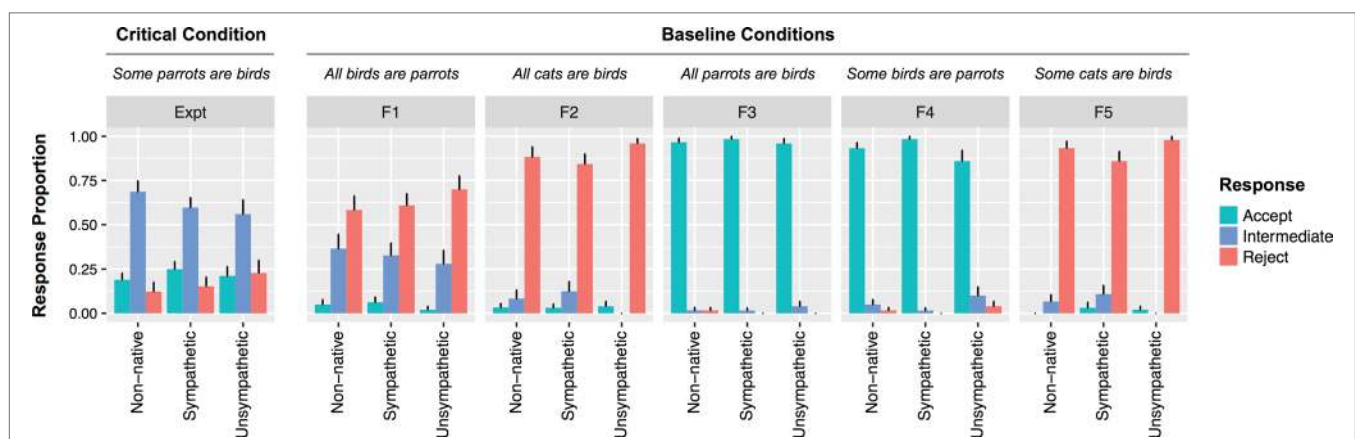 Critical Condition
Baseline Conditions
Some parrots are birds
All birds are parrots
All cats are birds
All parrots are birds
Some birds are parrots
Some cats are birds
Expt
F1
F2
F3
F4
F5
Response Proportion
1.00
0.75
0.50
0.25
0.00
Non-native
Sympathetic
Unsympathetic
Non-native
Sympathetic
Unsympathetic
Non-native
Sympathetic
Unsympathetic
Non-native
Sympathetic
Unsympathetic
Non-native
Sympathetic
Unsympathetic
Non-native
Sympathetic
Unsympathetic
Response
Accept
Intermediate
Reject